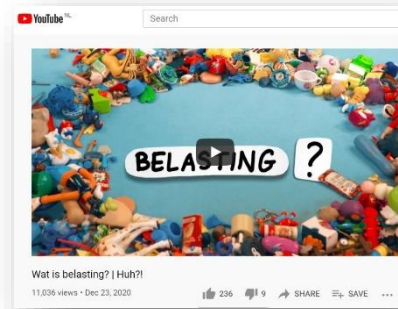 YouTube NL
Search
BELASTING ?
Wat is belasting? | Huh?!
11,036 views • Dec 23, 2020
236 9 SHARE SAVE ...